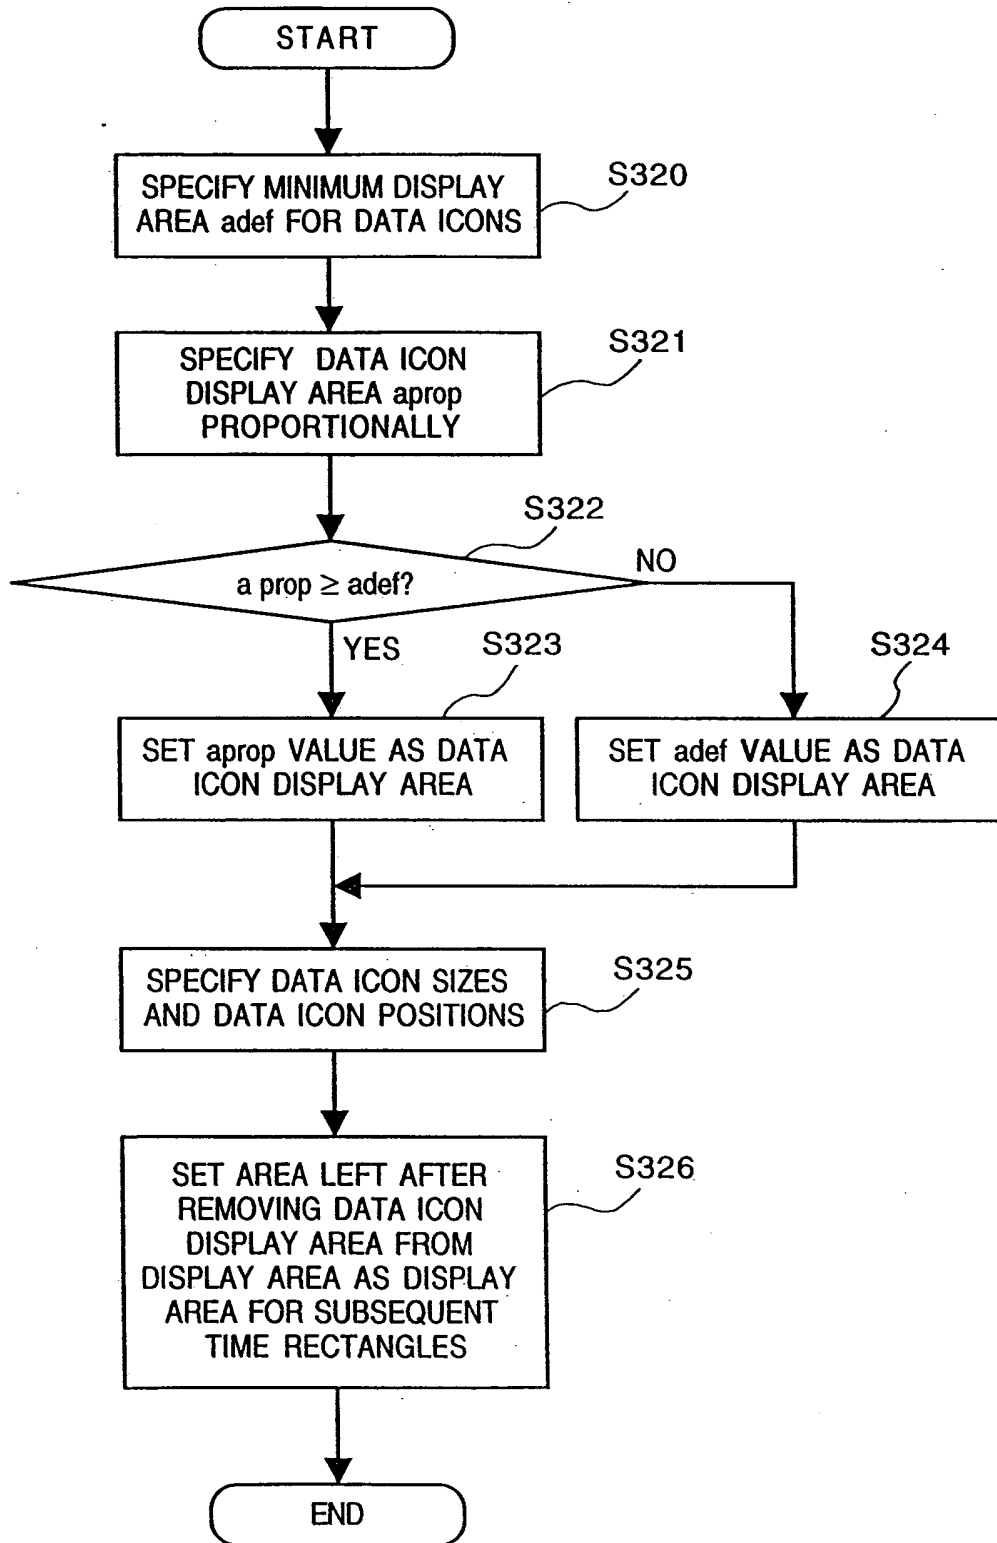 START
SPECIFY MINIMUM DISPLAY
AREA adef FOR DATA ICONS
S320
SPECIFY DATA ICON
DISPLAY AREA aprop
PROPORTIONALLY
S321
S322
a prop ≥ adef?
NO
YES
S323
S324
SET aprop VALUE AS DATA
ICON DISPLAY AREA
SET adef VALUE AS DATA
ICON DISPLAY AREA
SPECIFY DATA ICON SIZES
AND DATA ICON POSITIONS
S325
SET AREA LEFT AFTER
REMOVING DATA ICON
DISPLAY AREA FROM
DISPLAY AREA AS DISPLAY
AREA FOR SUBSEQUENT
TIME RECTANGLES
S326
END